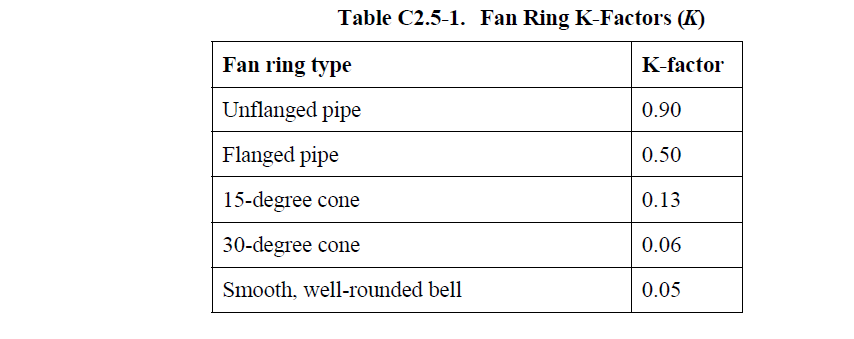 Table C2.5-1. Fan Ring K-Factors (K)
Fan ring type K-factor
Unflanged pipe 0.90
Flanged pipe 0.50
15-degree cone 0.13
30-degree cone 0.06
Smooth, well-rounded bell 0.05